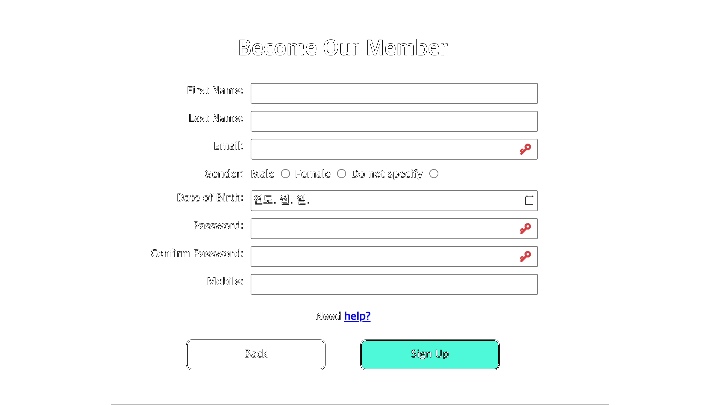 Become Our Member
First Name:
Last Name:
Email:
Gender: Male Female Do not specify
Date of Birth: 연도. 월. 일.
Password:
Confirm Password:
Mobile:
Need help?
Back Sign Up